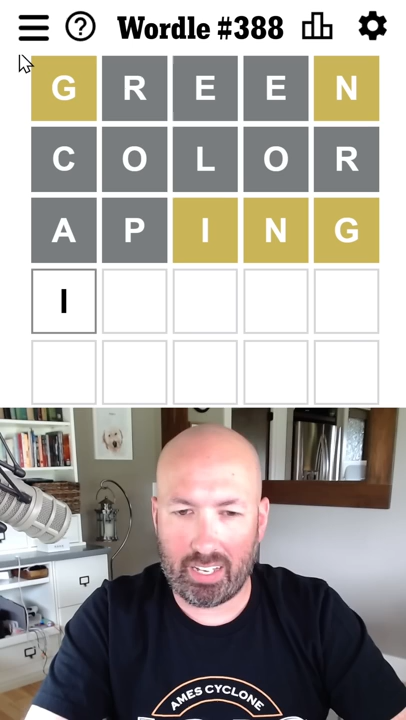 Wordle #388
G R E E N
C O L O R
A P I N G
I
AMES CYCLONE